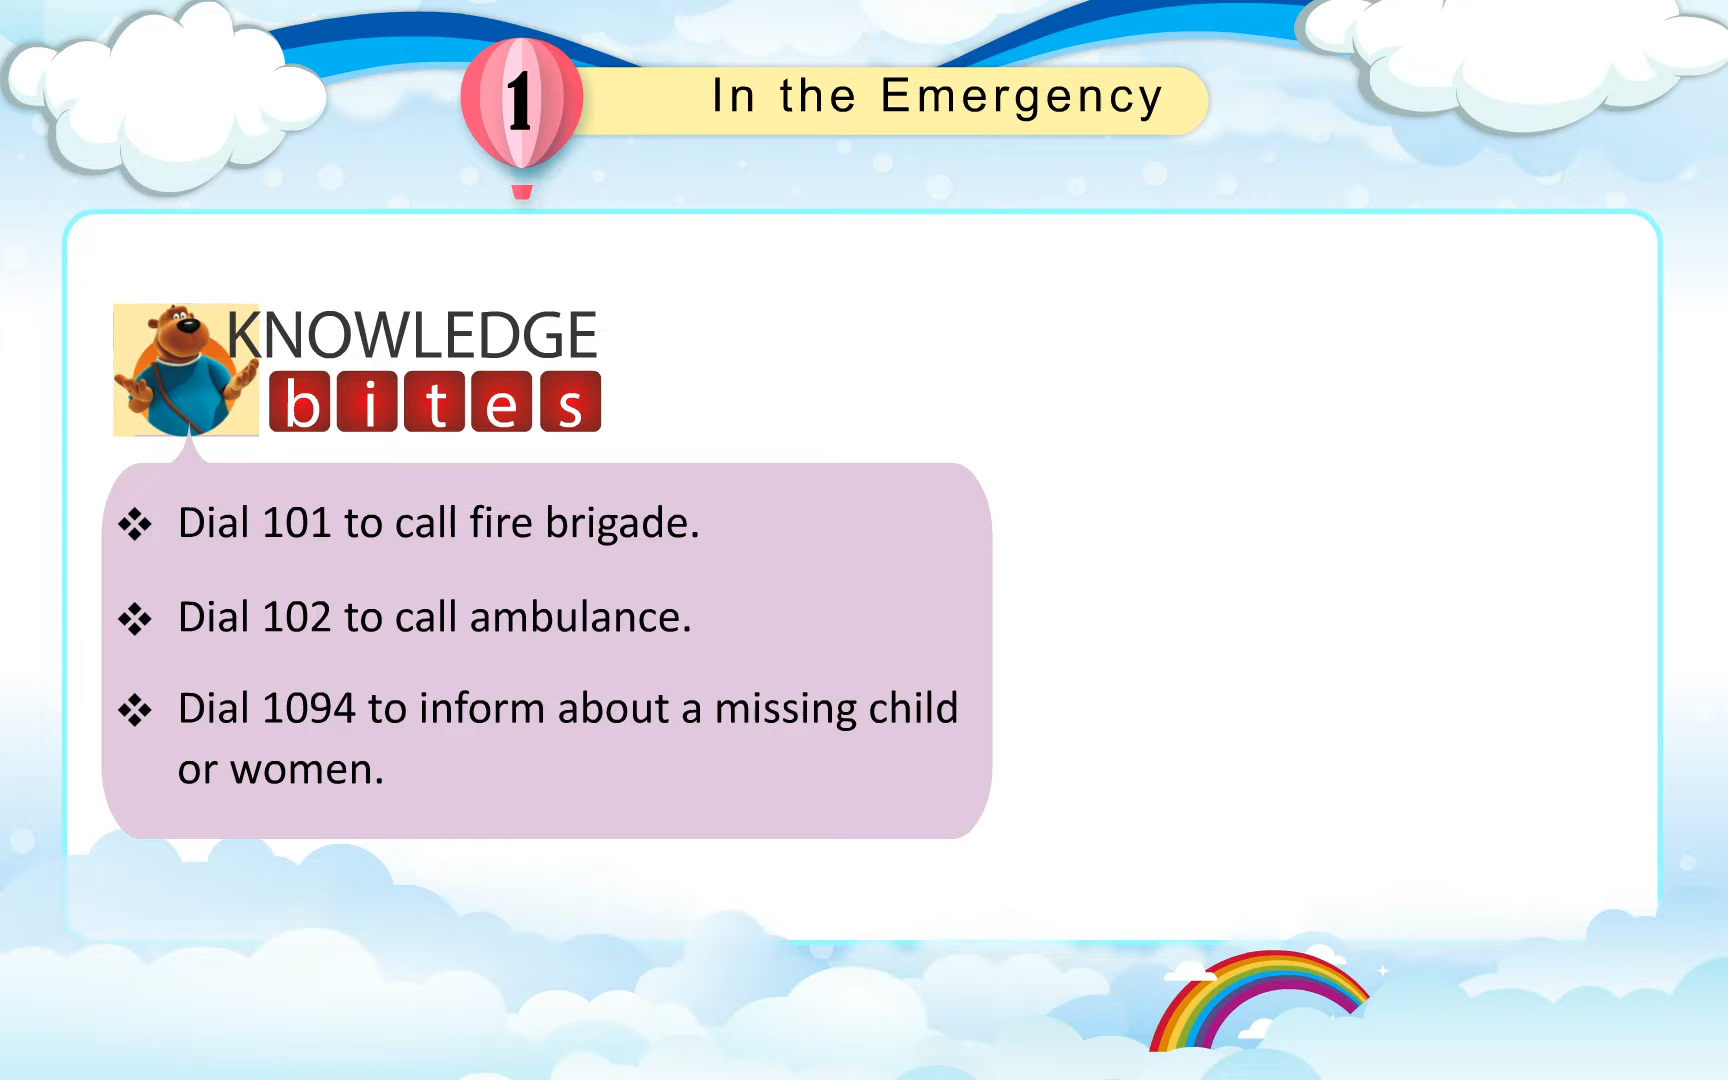 1
In the Emergency
KNOWLEDGE
bites
❖ Dial 101 to call fire brigade.
❖ Dial 102 to call ambulance.
❖ Dial 1094 to inform about a missing child
or women.